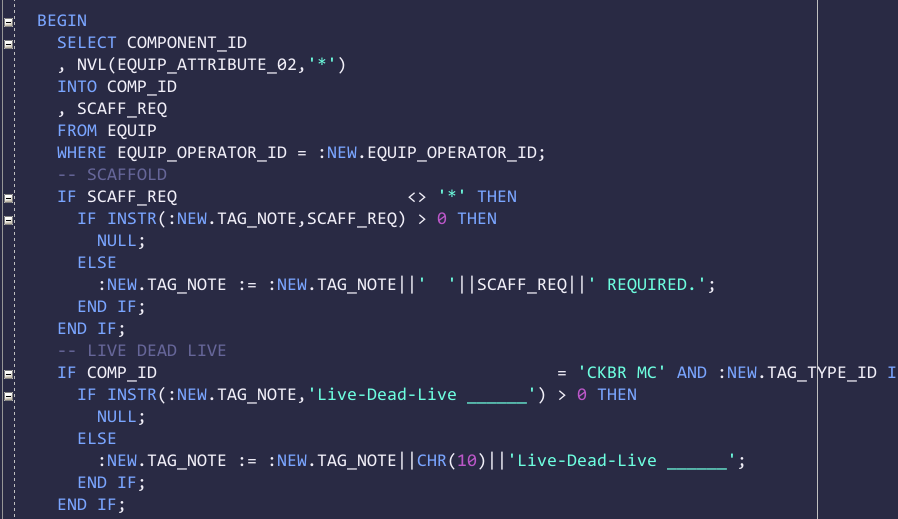 BEGIN
SELECT COMPONENT_ID
, NVL(EQUIP_ATTRIBUTE_02,'*')
INTO COMP_ID
, SCAFF_REQ
FROM EQUIP
WHERE EQUIP_OPERATOR_ID = :NEW.EQUIP_OPERATOR_ID;
-- SCAFFOLD
IF SCAFF_REQ <> '*' THEN
IF INSTR(:NEW.TAG_NOTE,SCAFF_REQ) > 0 THEN
NULL;
ELSE
:NEW.TAG_NOTE := :NEW.TAG_NOTE||'  '||SCAFF_REQ||' REQUIRED.';
END IF;
END IF;
-- LIVE DEAD LIVE
IF COMP_ID = 'CKBR MC' AND :NEW.TAG_TYPE_ID
IF INSTR(:NEW.TAG_NOTE,'Live-Dead-Live ______') > 0 THEN
NULL;
ELSE
:NEW.TAG_NOTE := :NEW.TAG_NOTE||CHR(10)||'Live-Dead-Live ______';
END IF;
END IF;